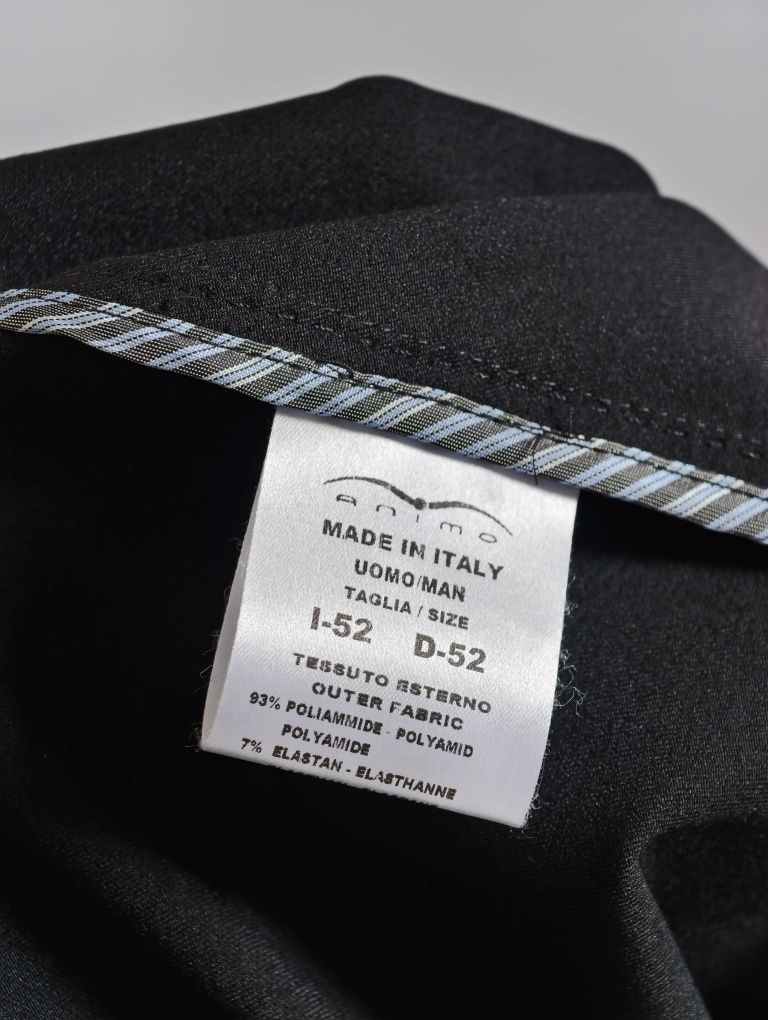 animo
MADE IN ITALY
UOMO/MAN
TAGLIA / SIZE
I-52 D-52
TESSUTO ESTERNO
OUTER FABRIC
93% POLIAMMIDE - POLYAMID
POLYAMIDE
7% ELASTAN - ELASTHANNE